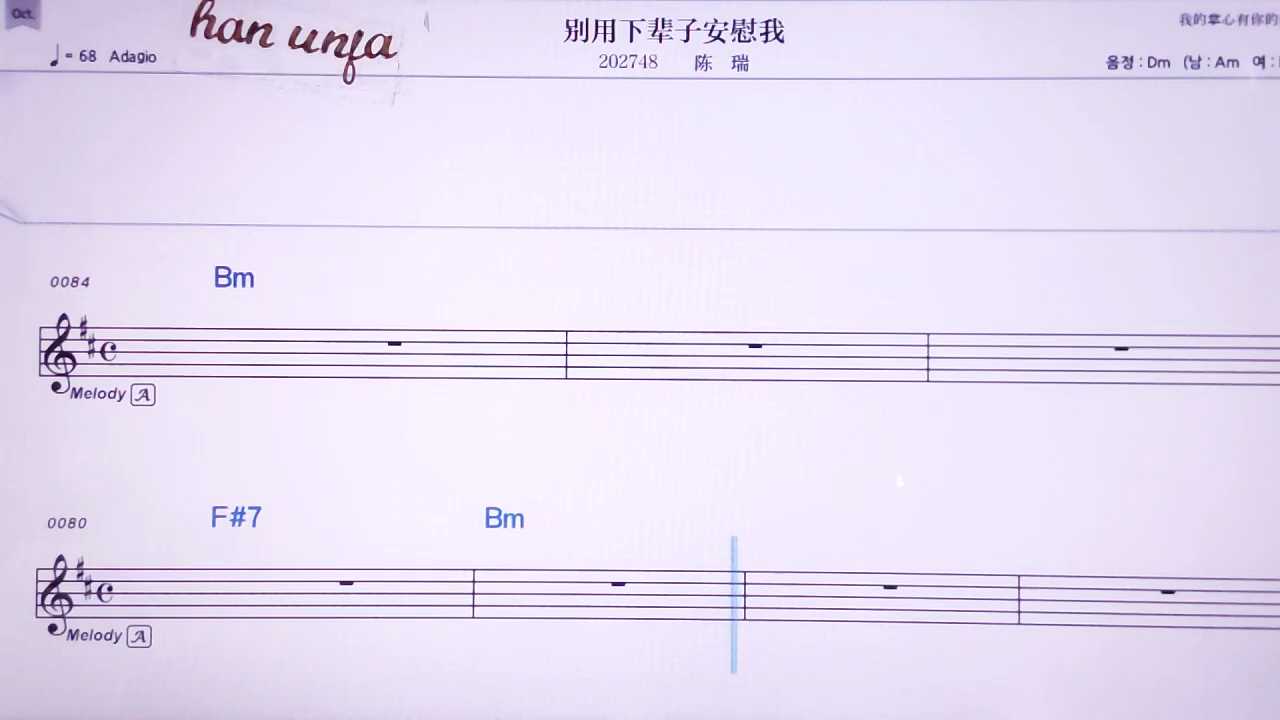 Oct.
han unfa
别用下辈子安慰我
我的掌心有你的
♩= 68 Adagio
202748 陈 瑞
음정 : Dm (남 : Am 여 :
0084
Bm
Melody A
0080
F#7 Bm
Melody A